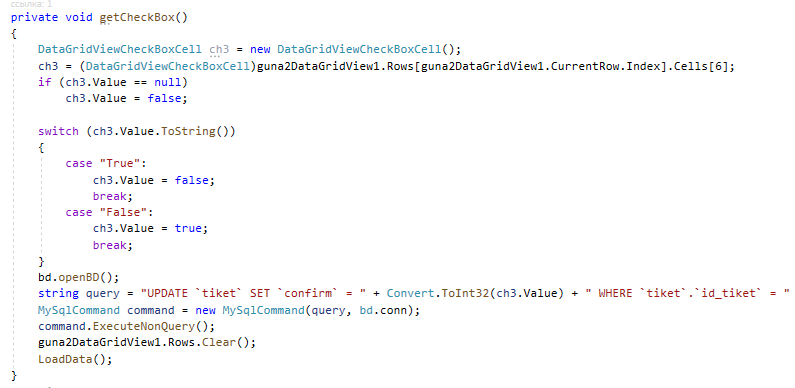 ссылка: 1
private void getCheckBox()
{
DataGridViewCheckBoxCell ch3 = new DataGridViewCheckBoxCell();
ch3 = (DataGridViewCheckBoxCell)guna2DataGridView1.Rows[guna2DataGridView1.CurrentRow.Index].Cells[6];
if (ch3.Value == null)
ch3.Value = false;
switch (ch3.Value.ToString())
{
case "True":
ch3.Value = false;
break;
case "False":
ch3.Value = true;
break;
}
bd.openBD();
string query = "UPDATE `tiket` SET `confirm` = " + Convert.ToInt32(ch3.Value) + " WHERE `tiket`.`id_tiket` = "
MySqlCommand command = new MySqlCommand(query, bd.conn);
command.ExecuteNonQuery();
guna2DataGridView1.Rows.Clear();
LoadData();
}